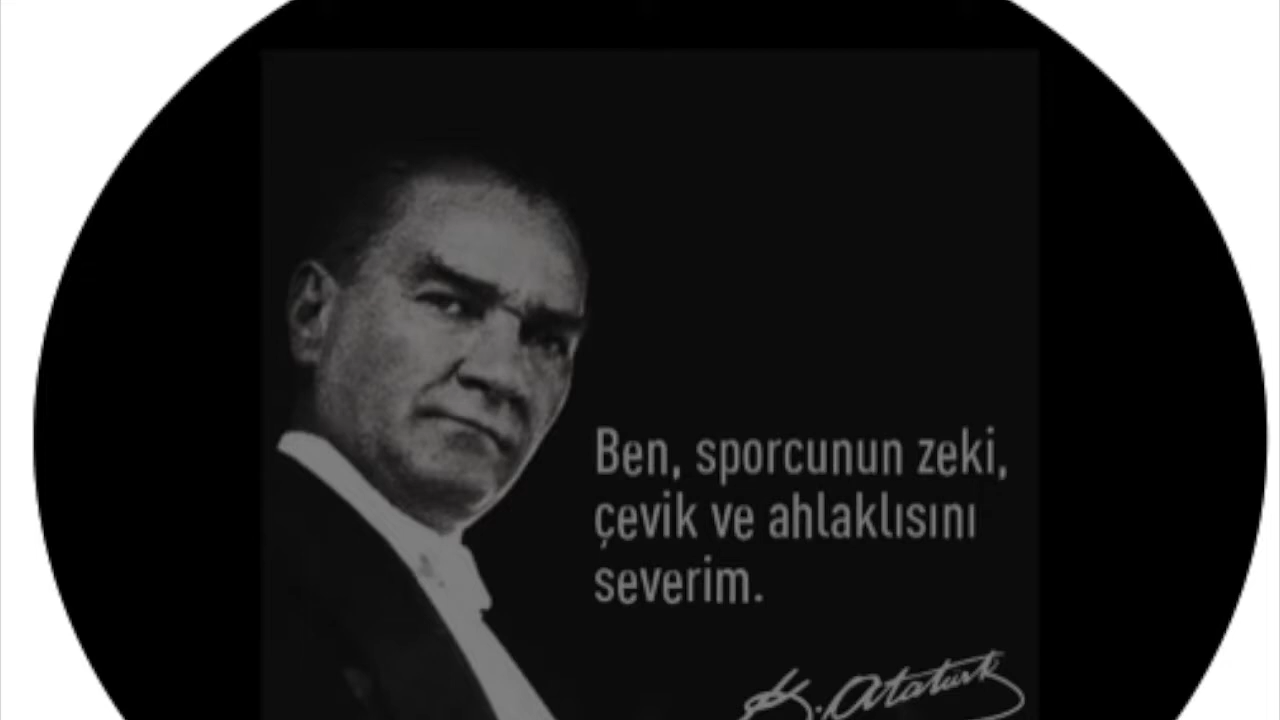 Ben, sporcunun zeki,
çevik ve ahlaklısını
severim.
K. Atatürk